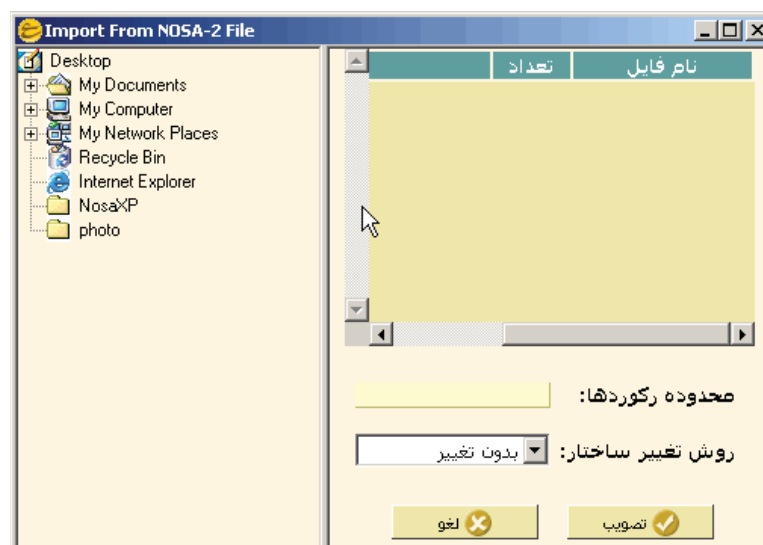 Import From NOSA-2 File
Desktop
My Documents
My Computer
My Network Places
Recycle Bin
Internet Explorer
NosaXP
photo
نام فایل تعداد
محدوده رکوردها:
روش تغییر ساختار: بدون تغییر
تصویب لغو